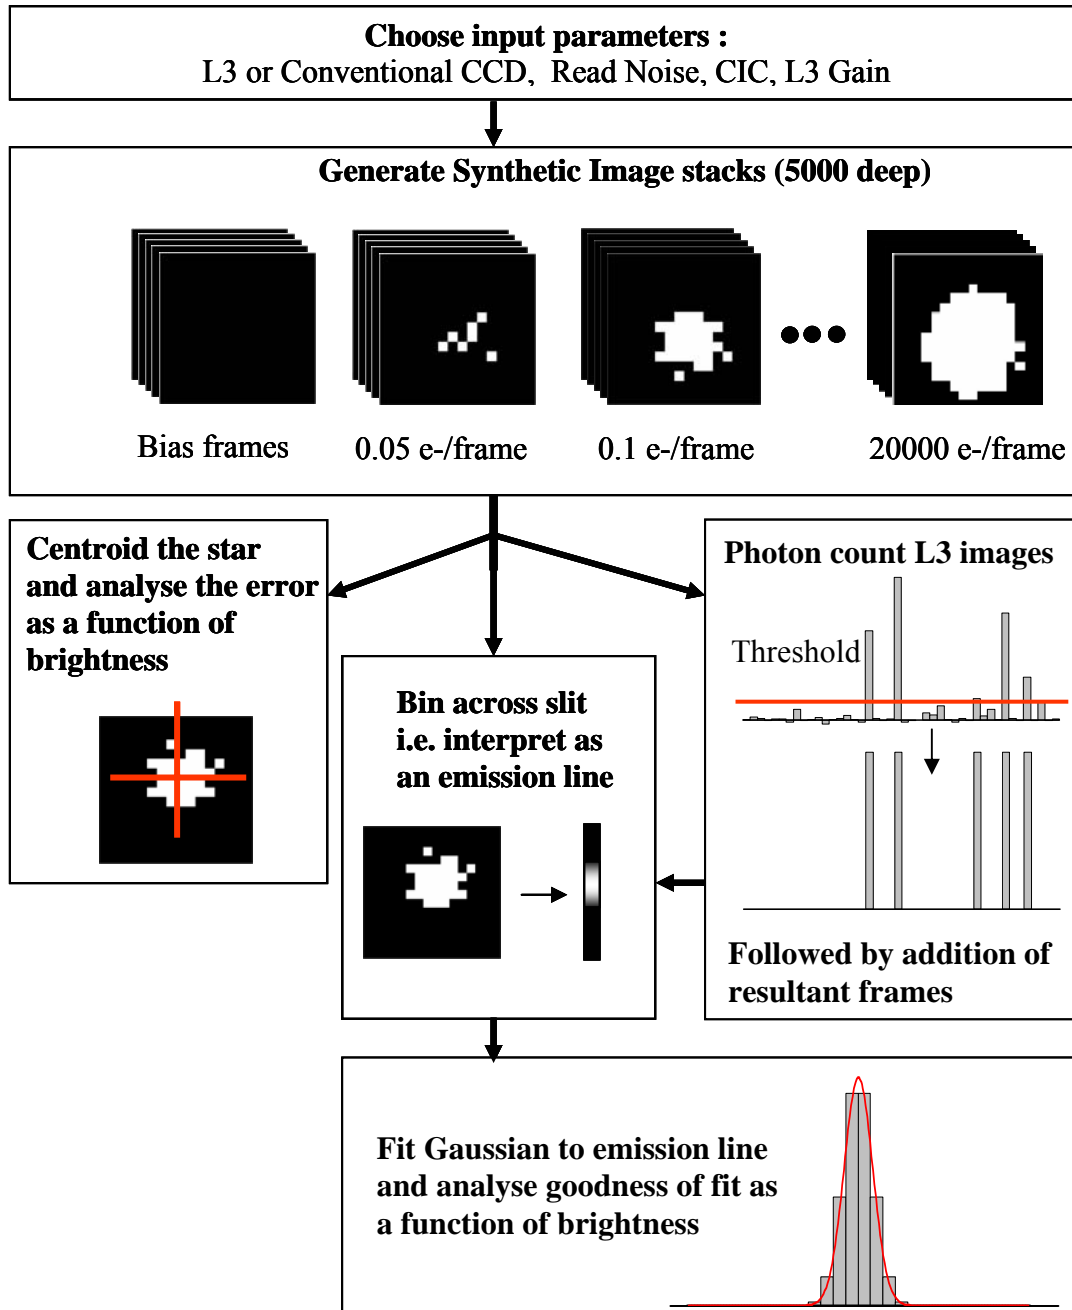 Choose input parameters :
L3 or Conventional CCD, Read Noise, CIC, L3 Gain
Generate Synthetic Image stacks (5000 deep)
Bias frames
0.05 e-/frame
0.1 e-/frame
20000 e-/frame
Centroid the star
and analyse the error
as a function of
brightness
Bin across slit
i.e. interpret as
an emission line
Photon count L3 images
Threshold
Followed by addition of
resultant frames
Fit Gaussian to emission line
and analyse goodness of fit as
a function of brightness